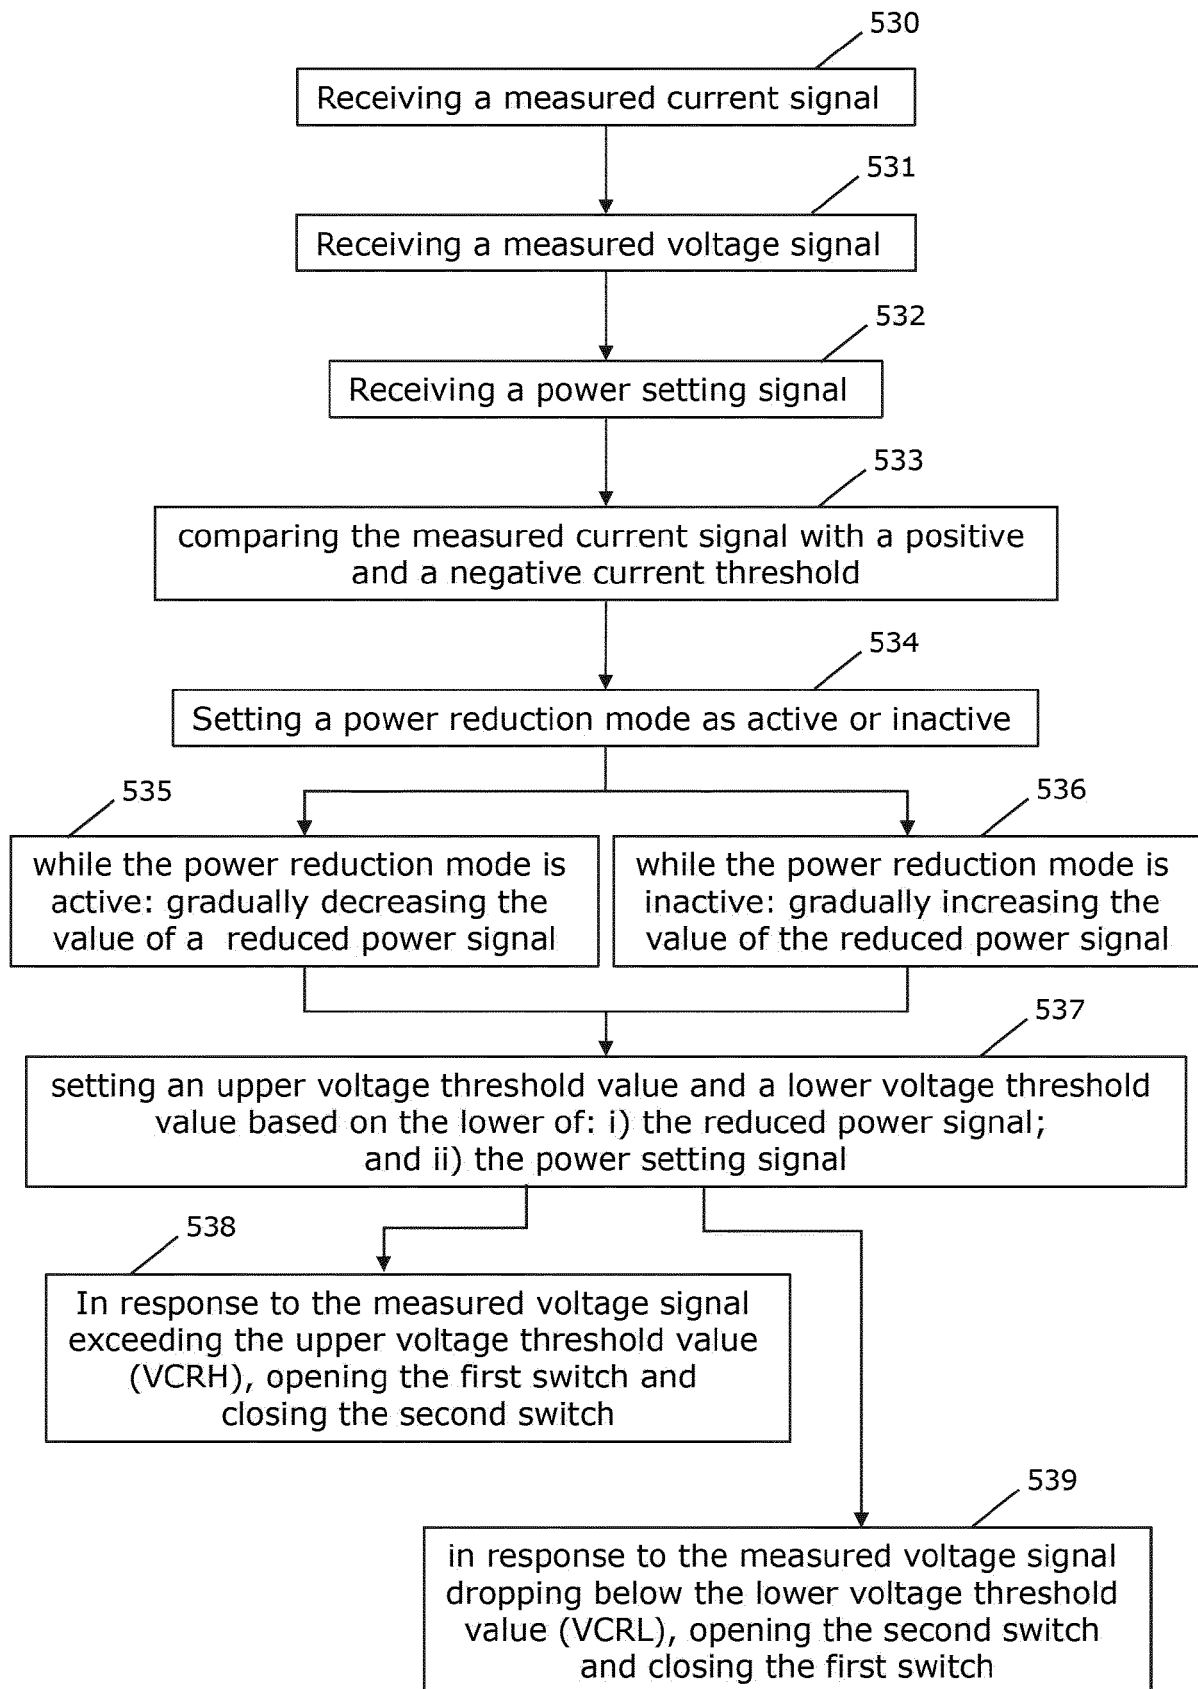 530
Receiving a measured current signal
531
Receiving a measured voltage signal
532
Receiving a power setting signal
533
comparing the measured current signal with a positive
and a negative current threshold
534
Setting a power reduction mode as active or inactive
535
while the power reduction mode is
active: gradually decreasing the
value of a reduced power signal
536
while the power reduction mode is
inactive: gradually increasing the
value of the reduced power signal
537
setting an upper voltage threshold value and a lower voltage threshold
value based on the lower of: i) the reduced power signal;
and ii) the power setting signal
538
In response to the measured voltage signal
exceeding the upper voltage threshold value
(VCRH), opening the first switch and
closing the second switch
539
in response to the measured voltage signal
dropping below the lower voltage threshold
value (VCRL), opening the second switch
and closing the first switch